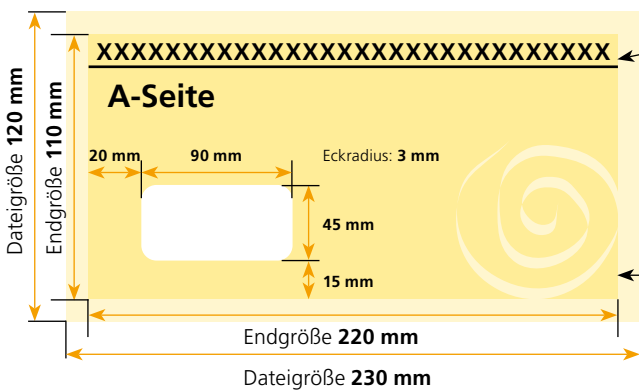 XXXXXXXXXXXXXXXXXXXXXXXXXXXXXX
A-Seite
20 mm
90 mm
Eckradius: 3 mm
45 mm
15 mm
Dateigröße 120 mm
Endgröße 110 mm
Endgröße 220 mm
Dateigröße 230 mm